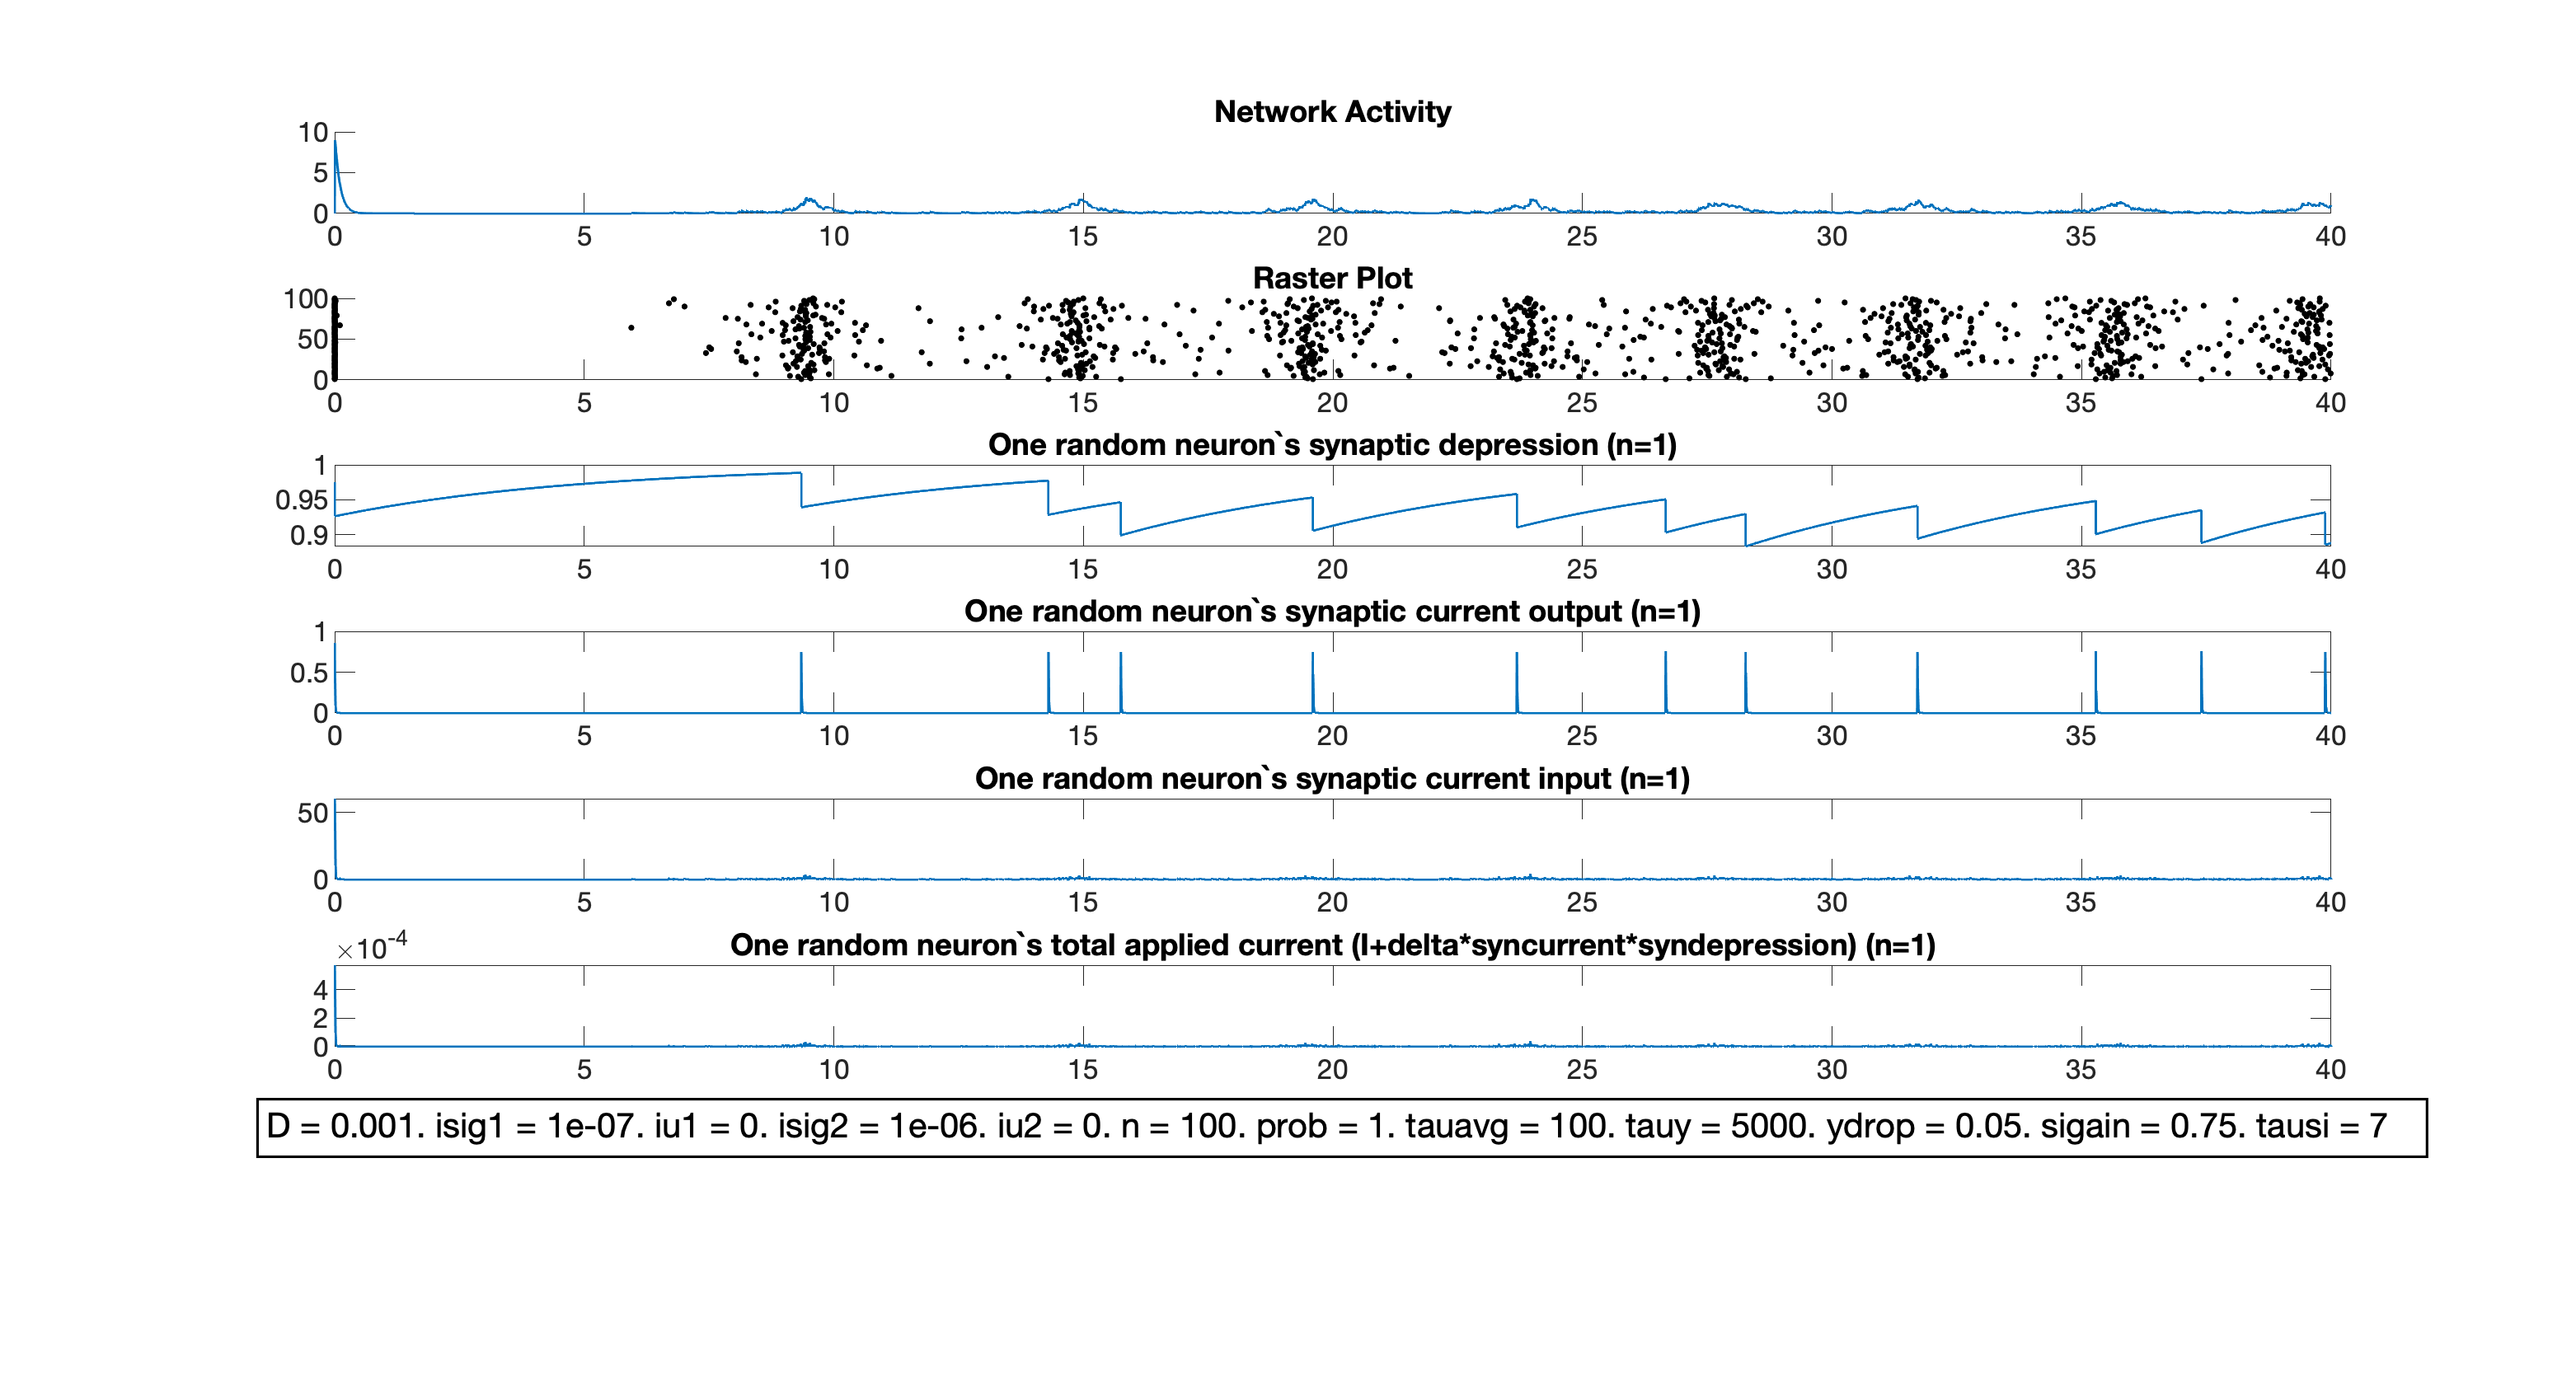 Network Activity
10
5
0
0 5 10 15 20 25 30 35 40
Raster Plot
100
50
0
0 5 10 15 20 25 30 35 40
One random neuron`s synaptic depression (n=1)
1
0.95
0.9
0 5 10 15 20 25 30 35 40
One random neuron`s synaptic current output (n=1)
1
0.5
0
0 5 10 15 20 25 30 35 40
One random neuron`s synaptic current input (n=1)
50
0
0 5 10 15 20 25 30 35 40
×10^-4
One random neuron`s total applied current (I+delta*syncurrent*syndepression) (n=1)
4
2
0
0 5 10 15 20 25 30 35 40
D = 0.001. isig1 = 1e-07. iu1 = 0. isig2 = 1e-06. iu2 = 0. n = 100. prob = 1. tauavg = 100. tauy = 5000. ydrop = 0.05. sigain = 0.75. tausi = 7